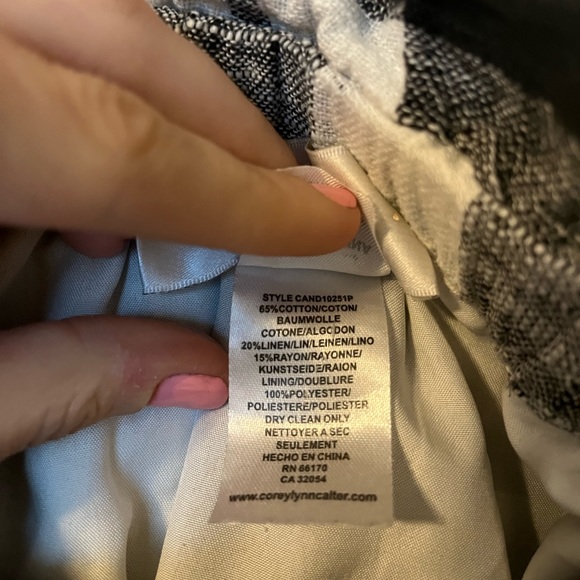 STYLE CAND10251P
65%COTTON/COTON/
BAUMWOLLE
COTONE/ALGODON
20%LINEN/LIN/LEINEN/LINO
15%RAYON/RAYONNE/
KUNSTSEIDE/RAION
LINING/DOUBLURE
100%POLYESTER/
POLIESTERE/POLIESTER
DRY CLEAN ONLY
NETTOYER A SEC
SEULEMENT
HECHO EN CHINA
RN 66170
CA 32054
www.coreylynncalter.com